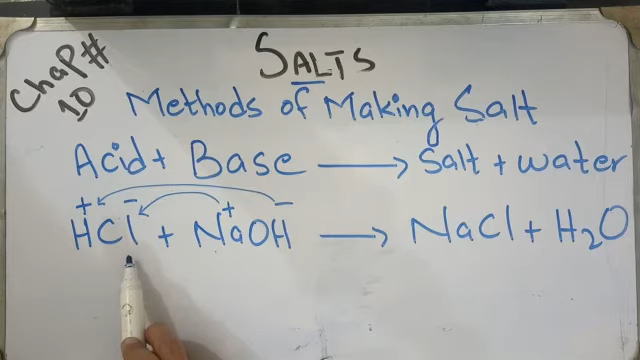 Chap#
10
SALTS
Methods of Making Salt
Acid + Base ⟶ Salt + water
+ - + -
HCl + NaOH ⟶ NaCl + H₂O